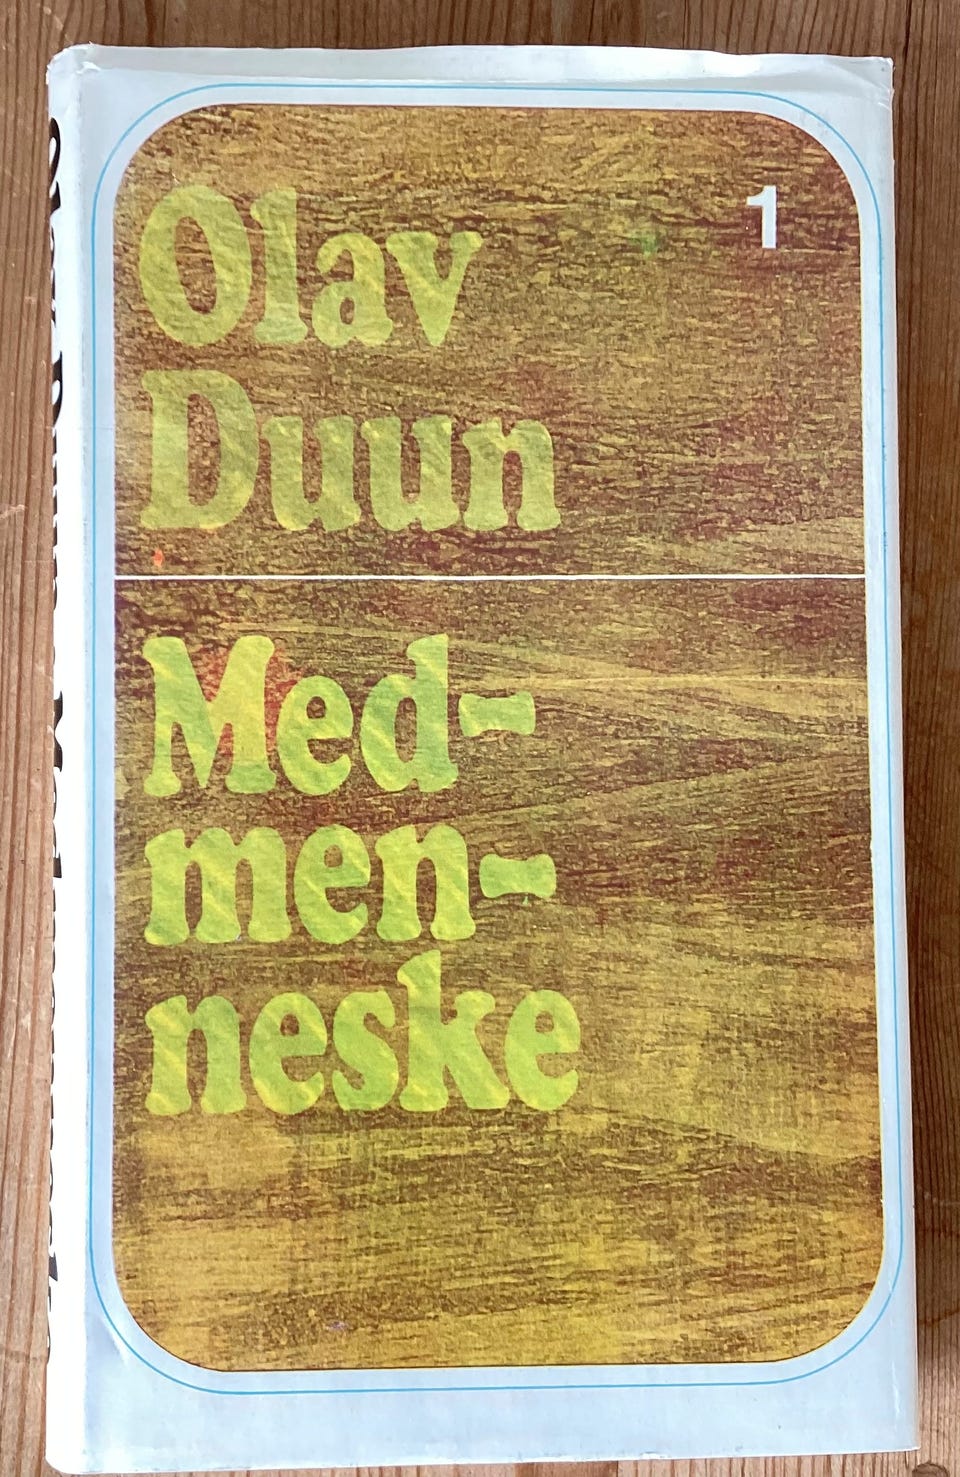 1
Olav
Duun
Med-
men-
neske